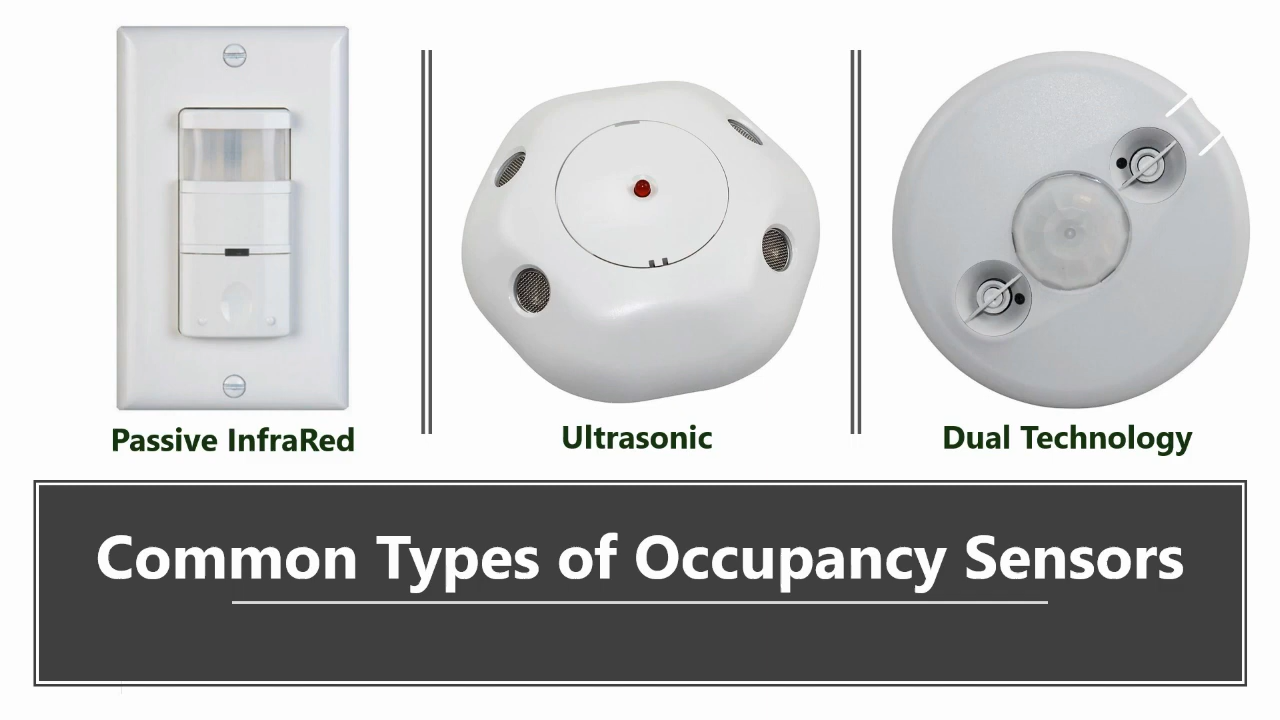 Passive InfraRed
Ultrasonic
Dual Technology
Common Types of Occupancy Sensors